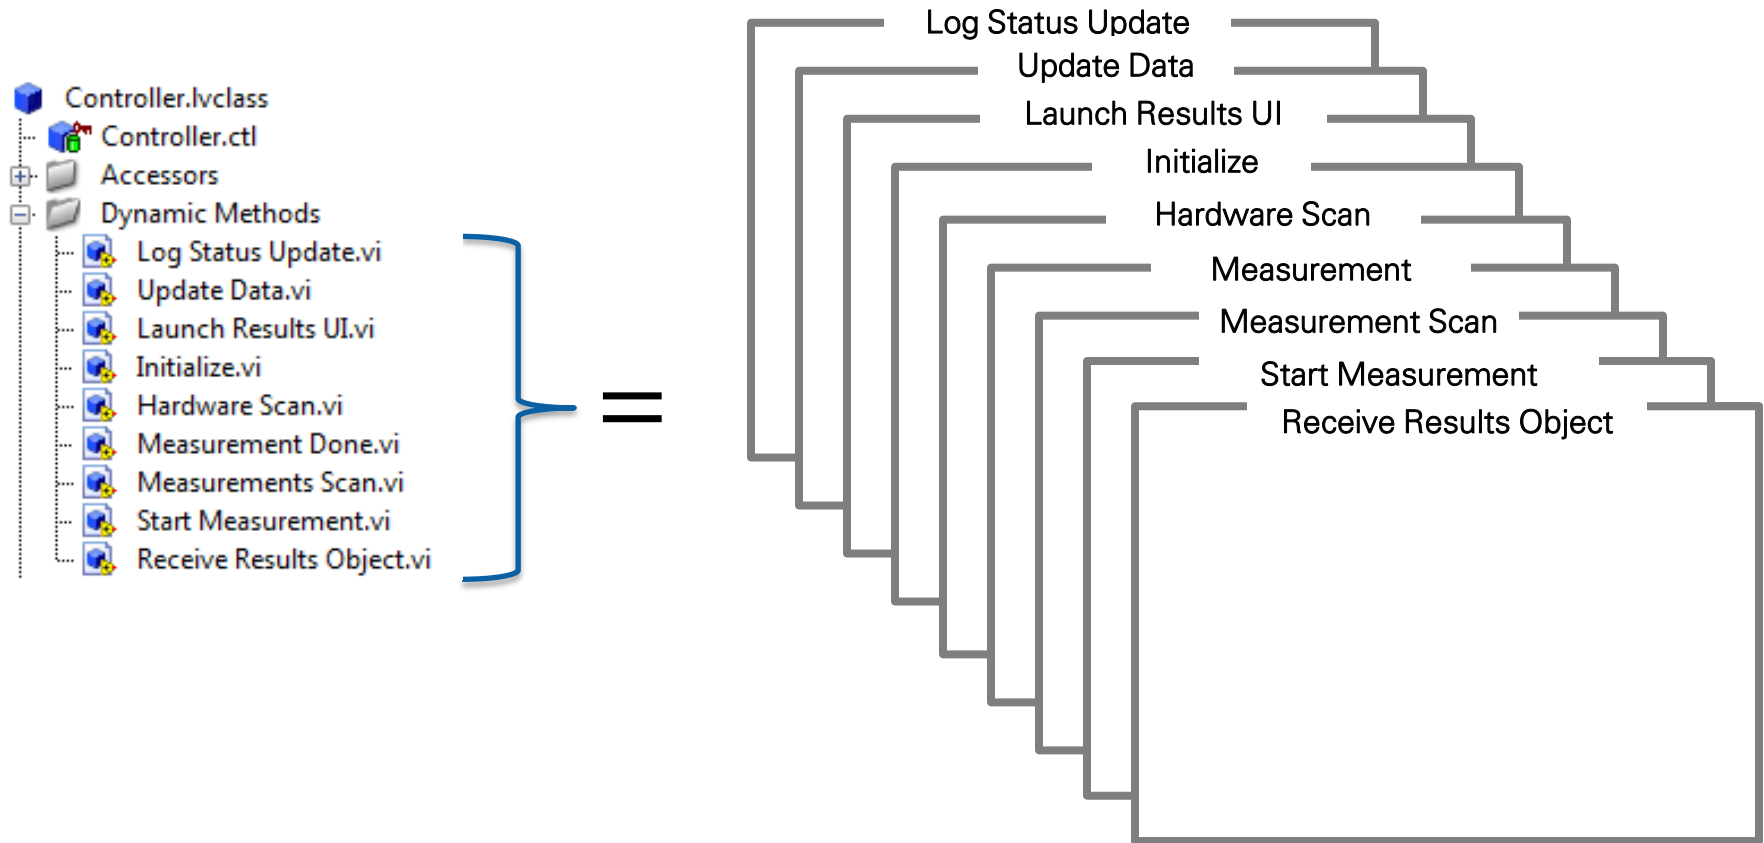 Controller.lvclass
Controller.ctl
Accessors
Dynamic Methods
Log Status Update.vi
Update Data.vi
Launch Results UI.vi
Initialize.vi
Hardware Scan.vi
Measurement Done.vi
Measurements Scan.vi
Start Measurement.vi
Receive Results Object.vi
=
Log Status Update
Update Data
Launch Results UI
Initialize
Hardware Scan
Measurement
Measurement Scan
Start Measurement
Receive Results Object